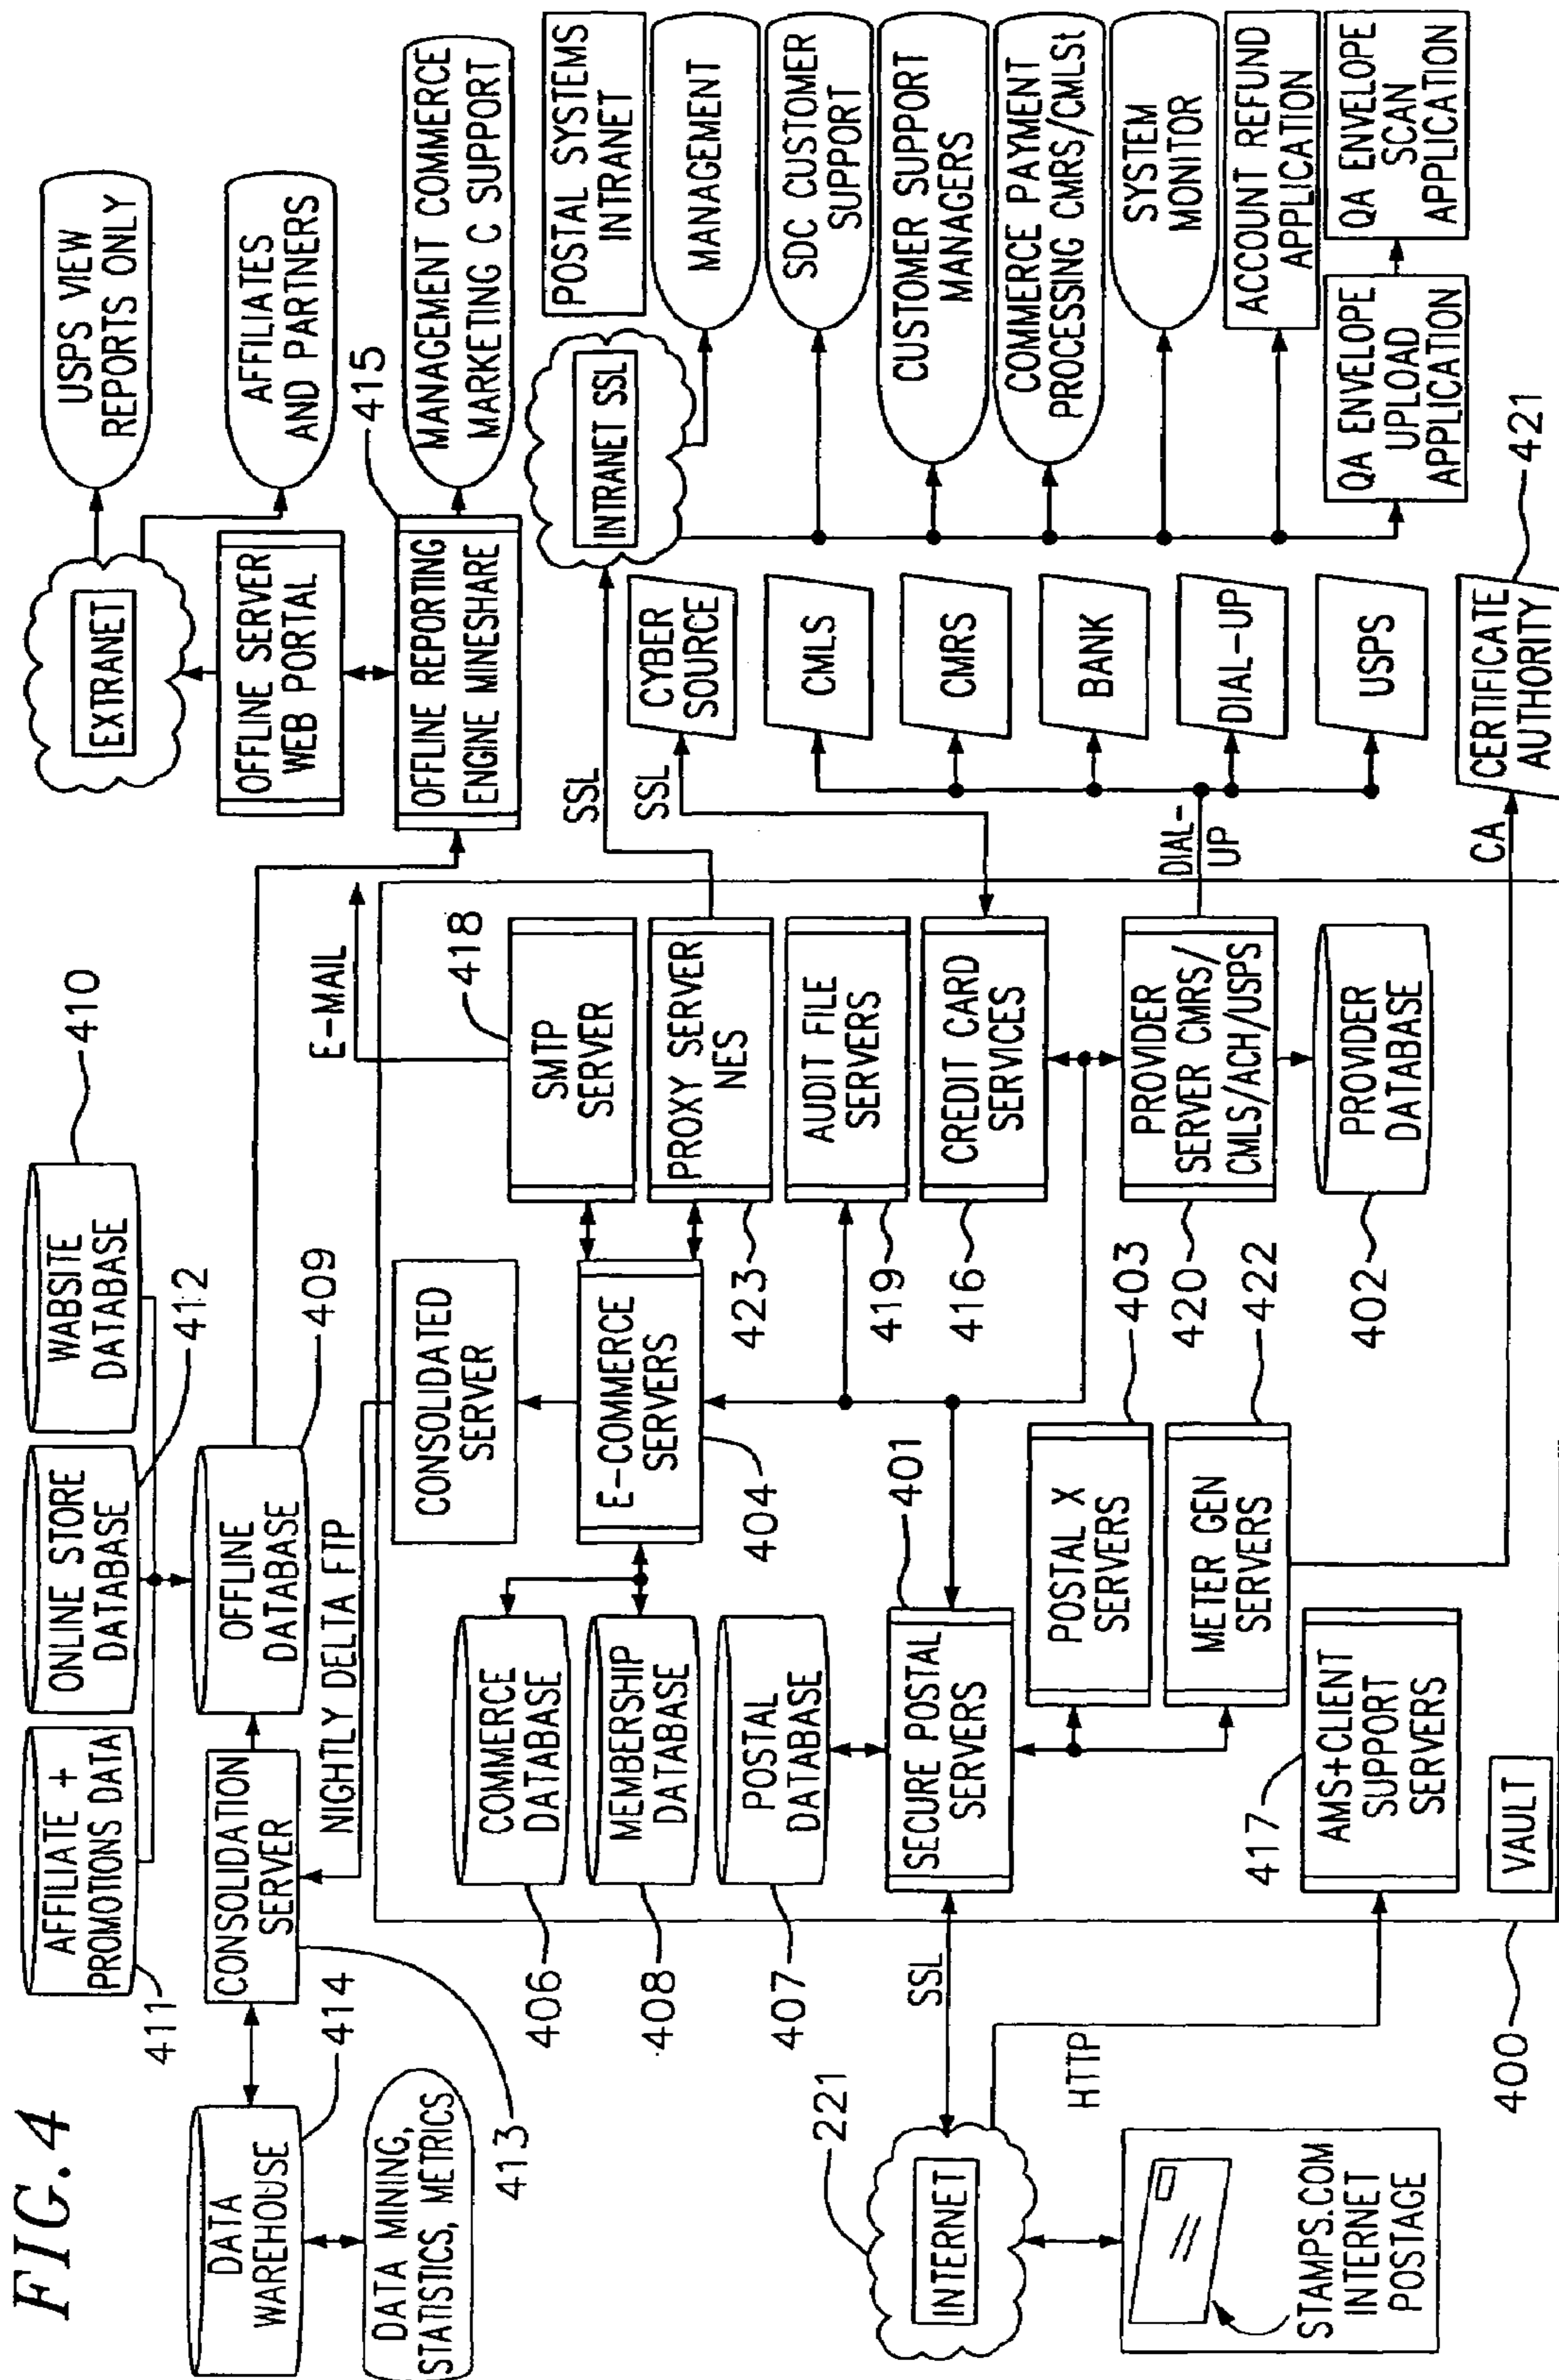 FIG. 4
AFFILIATE +
PROMOTIONS DATA
411
ONLINE STORE
DATABASE
412
WABSITE
DATABASE
410
DATA
WAREHOUSE
414
CONSOLIDATION
SERVER
413
OFFLINE
DATABASE
409
DATA MINING,
STATISTICS, METRICS
NIGHTLY DELTA FTP
E-MAIL
EXTRANET
USPS VIEW
REPORTS ONLY
AFFILIATES
AND PARTNERS
OFFLINE SERVER
WEB PORTAL
415
OFFLINE REPORTING
ENGINE MINESHARE
MANAGEMENT COMMERCE
MARKETING C SUPPORT
CONSOLIDATED
SERVER
COMMERCE
DATABASE
406
MEMBERSHIP
DATABASE
408
POSTAL
DATABASE
407
E-COMMERCE
SERVERS
404
SMTP
SERVER
418
PROXY SERVER
NES
423
AUDIT FILE
SERVERS
419
CREDIT CARD
SERVICES
416
SECURE POSTAL
SERVERS
401
POSTAL X
SERVERS
403
METER GEN
SERVERS
422
PROVIDER
SERVER CMRS/
CMLS/ACH/USPS
420
PROVIDER
DATABASE
402
AMS+CLIENT
SUPPORT
SERVERS
417
VAULT
400
INTERNET
221
SSL
HTTP
STAMPS.COM
INTERNET
POSTAGE
SSL
SSL
DIAL-
UP
CA
CYBER
SOURCE
CMLS
CMRS
BANK
DIAL-UP
USPS
CERTIFICATE
AUTHORITY
421
INTRANET SSL
POSTAL SYSTEMS
INTRANET
MANAGEMENT
SDC CUSTOMER
SUPPORT
CUSTOMER SUPPORT
MANAGERS
COMMERCE PAYMENT
PROCESSING CMRS/CMLSt
SYSTEM
MONITOR
ACCOUNT REFUND
APPLICATION
QA ENVELOPE
UPLOAD
APPLICATION
QA ENVELOPE
SCAN
APPLICATION